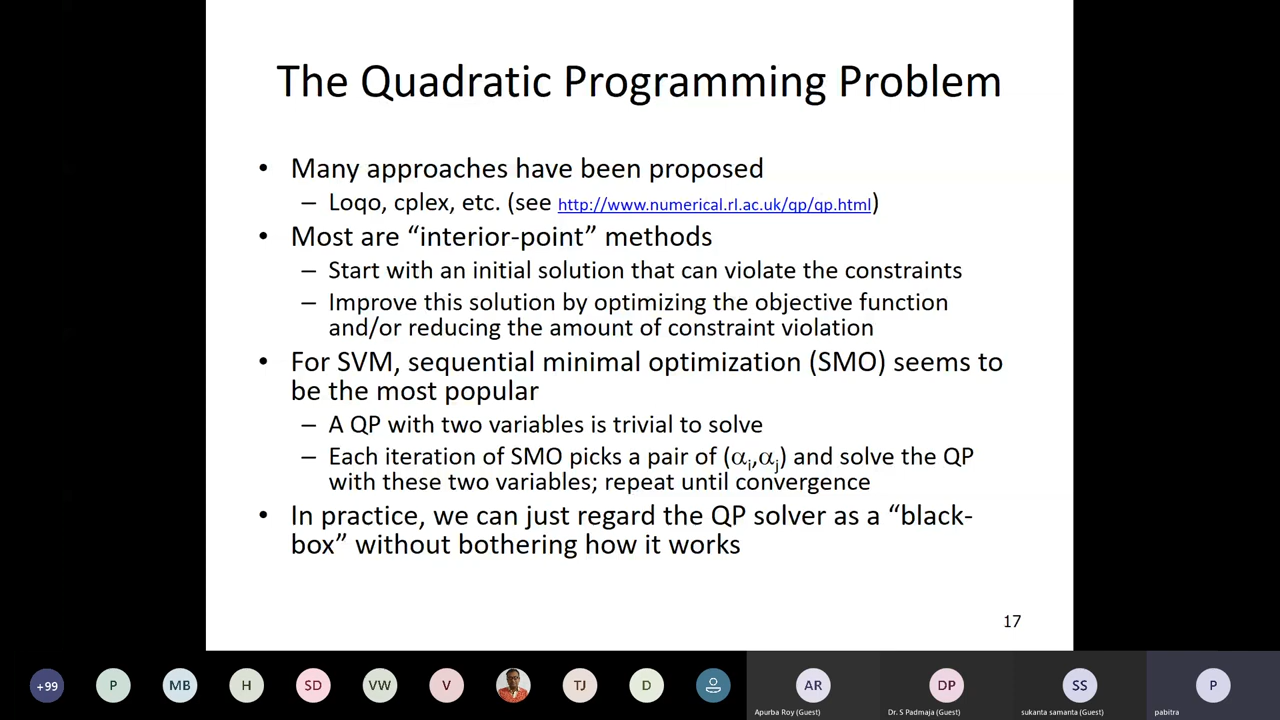 The Quadratic Programming Problem
• Many approaches have been proposed
– Loqo, cplex, etc. (see http://www.numerical.rl.ac.uk/qp/qp.html)
• Most are “interior-point” methods
– Start with an initial solution that can violate the constraints
– Improve this solution by optimizing the objective function
and/or reducing the amount of constraint violation
• For SVM, sequential minimal optimization (SMO) seems to
be the most popular
– A QP with two variables is trivial to solve
– Each iteration of SMO picks a pair of (αi,αj) and solve the QP
with these two variables; repeat until convergence
• In practice, we can just regard the QP solver as a “black-
box” without bothering how it works
17
+99 P MB H SD VW V TJ D AR DP SS P
Apurba Roy (Guest) Dr. S Padmaja (Guest) sukanta samanta (Guest) pabitra